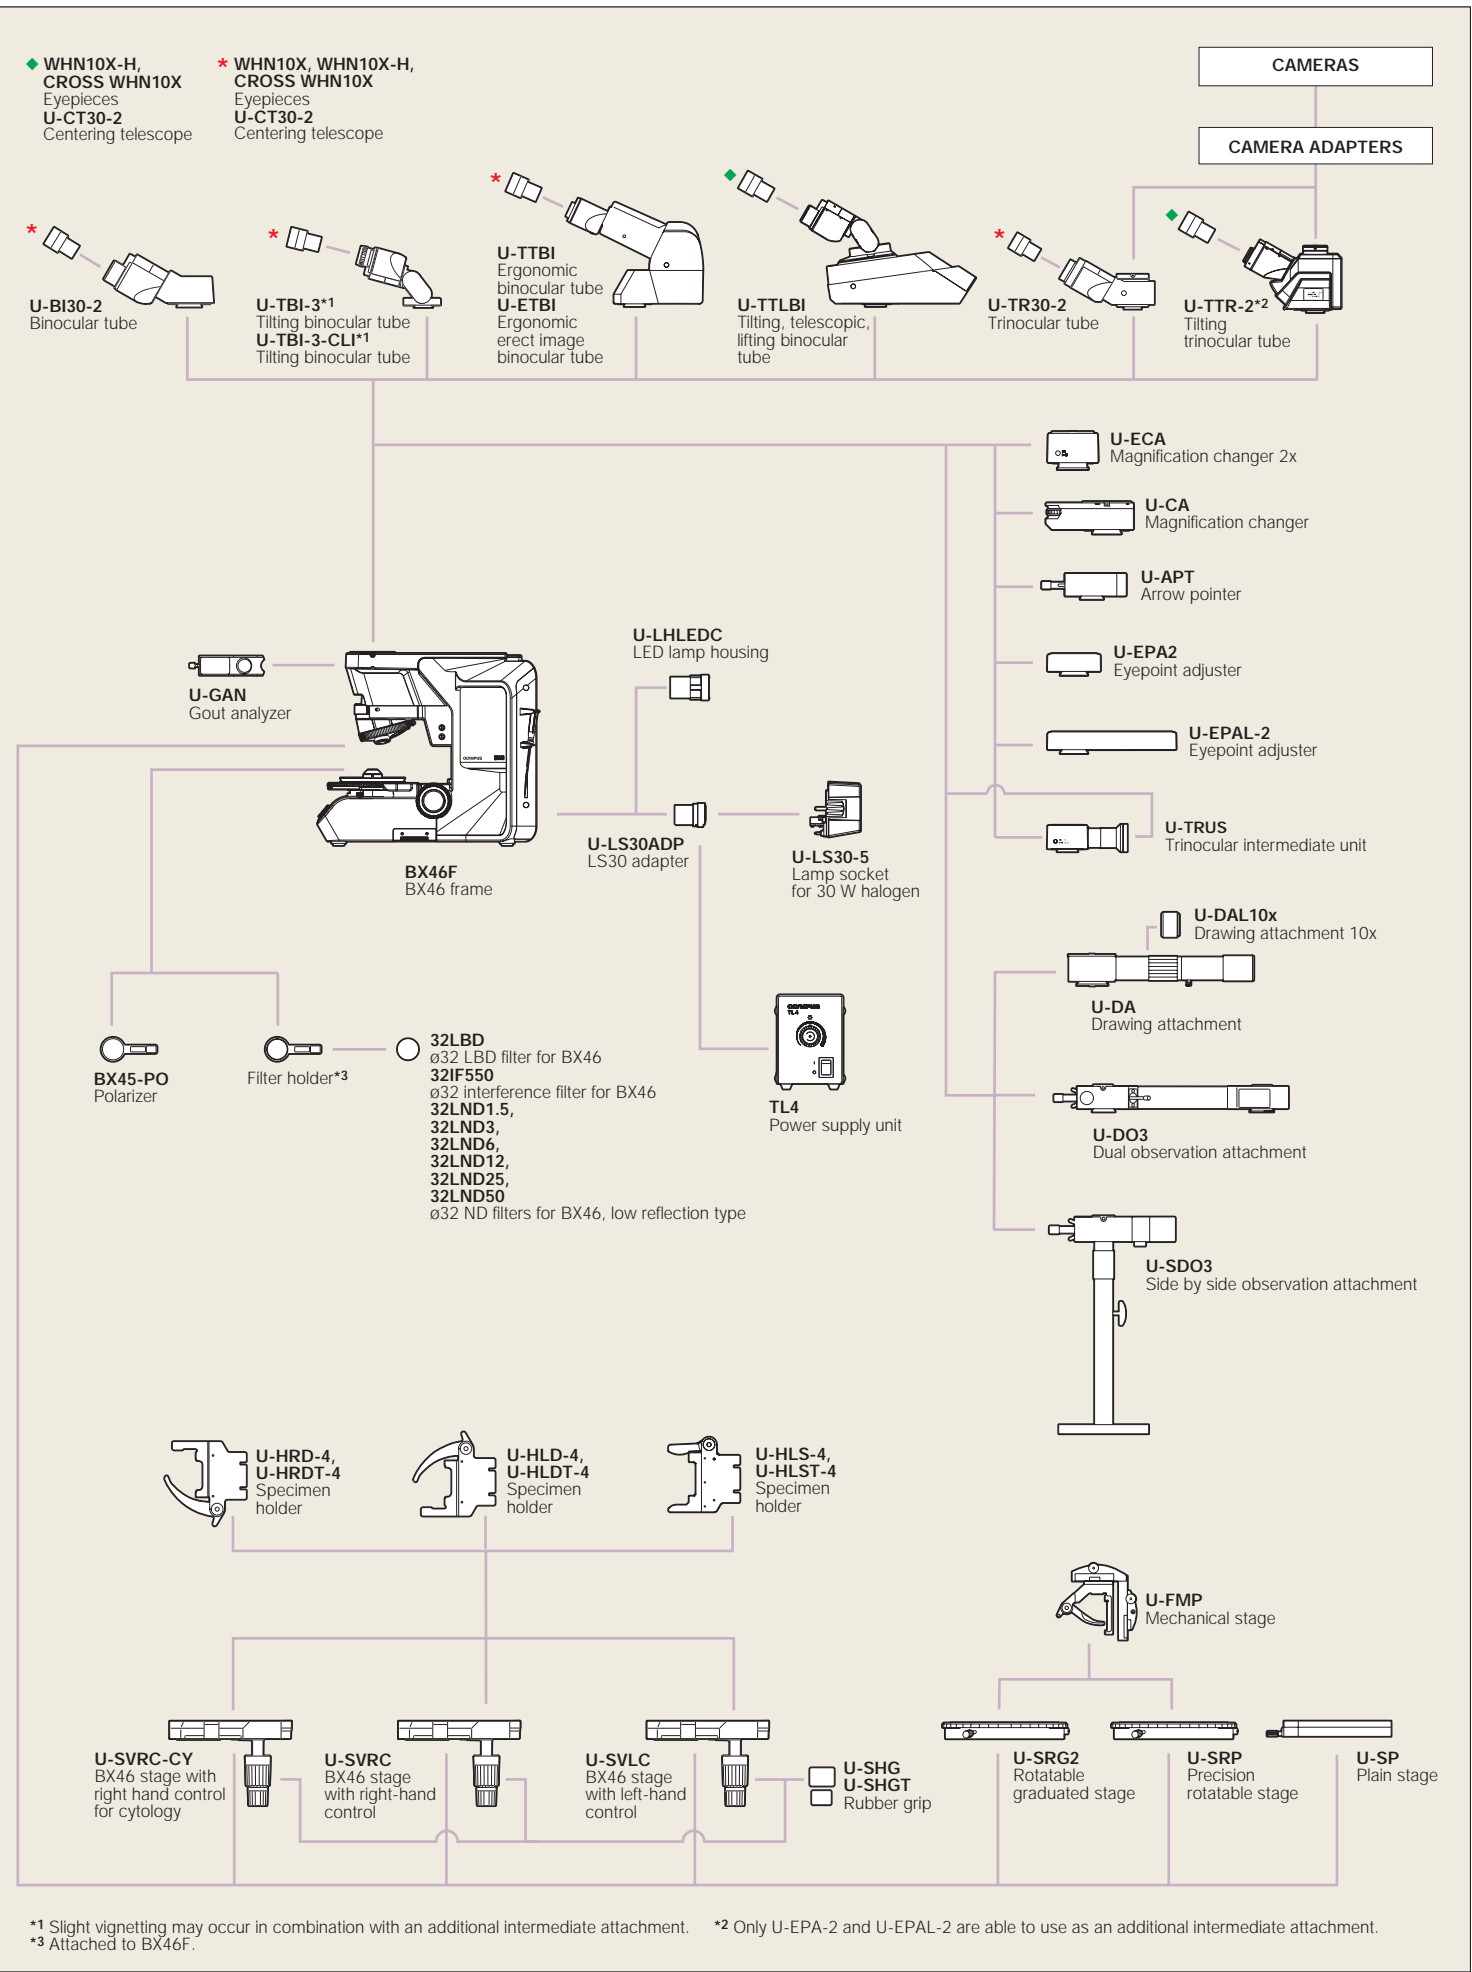 ◆ WHN10X-H,
CROSS WHN10X
Eyepieces
U-CT30-2
Centering telescope
* WHN10X, WHN10X-H,
CROSS WHN10X
Eyepieces
U-CT30-2
Centering telescope
CAMERAS
CAMERA ADAPTERS
*
U-BI30-2
Binocular tube
*
U-TBI-3*1
Tilting binocular tube
U-TBI-3-CLI*1
Tilting binocular tube
*
U-TTBI
Ergonomic
binocular tube
U-ETBI
Ergonomic
erect image
binocular tube
◆
U-TTLBI
Tilting, telescopic,
lifting binocular
tube
*
U-TR30-2
Trinocular tube
◆
U-TTR-2*2
Tilting
trinocular tube
U-ECA
Magnification changer 2x
U-CA
Magnification changer
U-APT
Arrow pointer
U-EPA2
Eyepoint adjuster
U-EPAL-2
Eyepoint adjuster
U-TRUS
Trinocular intermediate unit
U-GAN
Gout analyzer
OLYMPUS
BX46F
BX46 frame
U-LHLEDC
LED lamp housing
U-LS30ADP
LS30 adapter
U-LS30-5
Lamp socket
for 30 W halogen
U-DAL10x
Drawing attachment 10x
U-DA
Drawing attachment
OLYMPUS
TL4
TL4
Power supply unit
BX45-PO
Polarizer
Filter holder*3
32LBD
ø32 LBD filter for BX46
32IF550
ø32 interference filter for BX46
32LND1.5,
32LND3,
32LND6,
32LND12,
32LND25,
32LND50
ø32 ND filters for BX46, low reflection type
U-DO3
Dual observation attachment
U-SDO3
Side by side observation attachment
U-HRD-4,
U-HRDT-4
Specimen
holder
U-HLD-4,
U-HLDT-4
Specimen
holder
U-HLS-4,
U-HLST-4
Specimen
holder
U-FMP
Mechanical stage
U-SVRC-CY
BX46 stage with
right hand control
for cytology
U-SVRC
BX46 stage
with right-hand
control
U-SVLC
BX46 stage
with left-hand
control
U-SHG
U-SHGT
Rubber grip
U-SRG2
Rotatable
graduated stage
U-SRP
Precision
rotatable stage
U-SP
Plain stage
*1 Slight vignetting may occur in combination with an additional intermediate attachment. *2 Only U-EPA-2 and U-EPAL-2 are able to use as an additional intermediate attachment.
*3 Attached to BX46F.